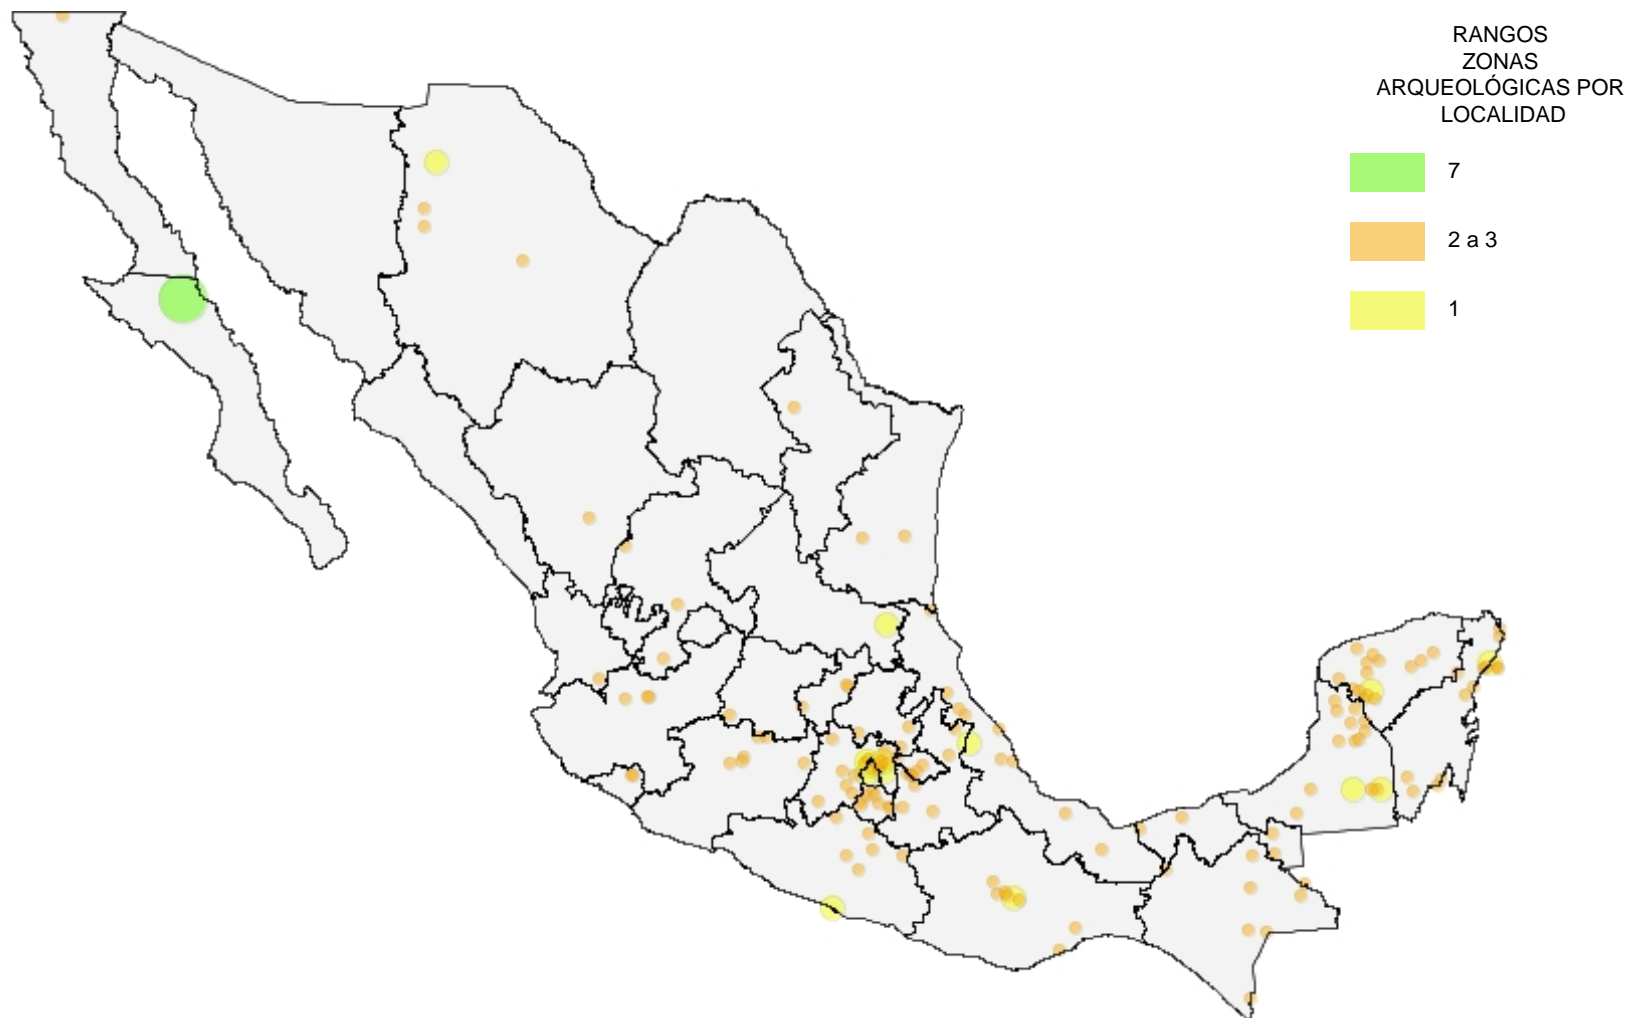 RANGOS
ZONAS
ARQUEOLÓGICAS POR
LOCALIDAD
7
2 a 3
1